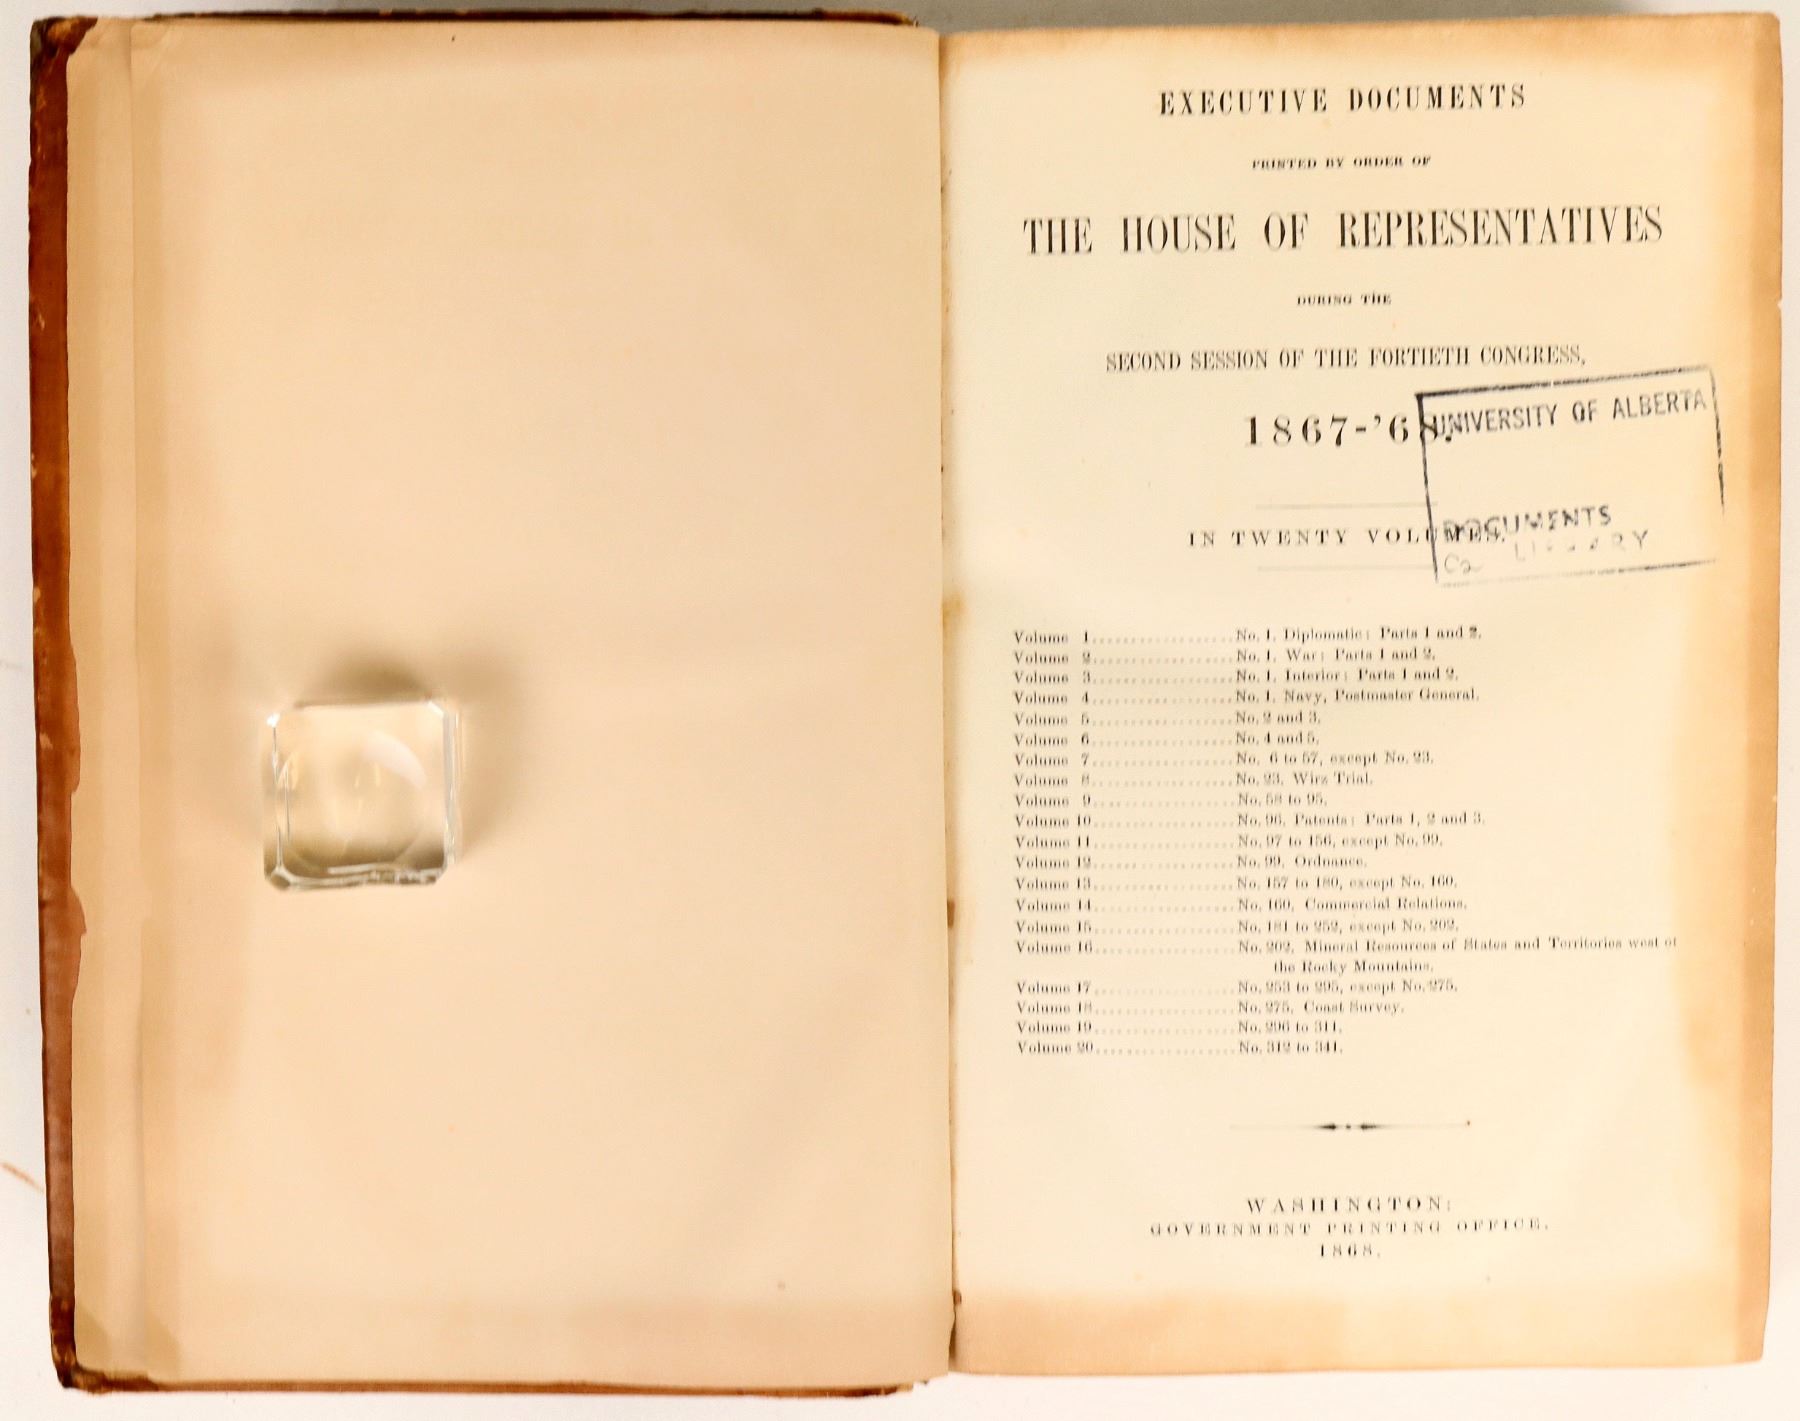 EXECUTIVE DOCUMENTS
PRINTED BY ORDER OF
THE HOUSE OF REPRESENTATIVES
DURING THE
SECOND SESSION OF THE FORTIETH CONGRESS,
1867-'68.
UNIVERSITY OF ALBERTA
DOCUMENTS
LIBRARY
IN TWENTY VOLUMES.
Volume 1....................No. 1. Diplomatic: Parts 1 and 2.
Volume 2....................No. 1. War: Parts 1 and 2.
Volume 3....................No. 1. Interior: Parts 1 and 2.
Volume 4....................No. 1. Navy, Postmaster General.
Volume 5....................No. 2 and 3.
Volume 6....................No. 4 and 5.
Volume 7....................No. 6 to 57, except No. 23.
Volume 8....................No. 23. Wirz Trial.
Volume 9....................No. 58 to 95.
Volume 10....................No. 96. Patents: Parts 1, 2 and 3.
Volume 11....................No. 97 to 156, except No. 99.
Volume 12....................No. 99. Ordnance.
Volume 13....................No. 157 to 180, except No. 160.
Volume 14....................No. 160. Commercial Relations.
Volume 15....................No. 181 to 252, except No. 202.
Volume 16....................No. 202. Mineral Resources of States and Territories west of
the Rocky Mountains.
Volume 17....................No. 253 to 295, except No. 275.
Volume 18....................No. 275. Coast Survey.
Volume 19....................No. 296 to 311.
Volume 20....................No. 312 to 341.
WASHINGTON:
GOVERNMENT PRINTING OFFICE.
1868.